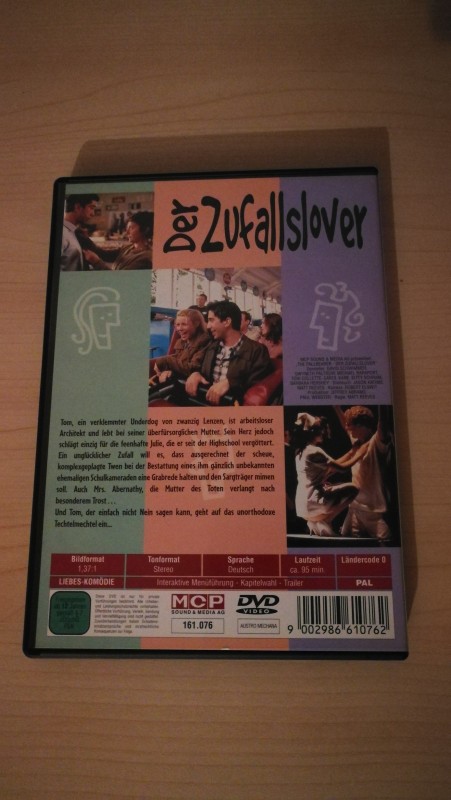 Der Zufallslover
MCP SOUND & MEDIA AG
Tom, ein verklemmter Underdog von zwanzig Lenzen, ist arbeitsloser
Architekt und lebt bei seiner überfürsorglichen Mutter. Sein Herz jedoch
schlägt einzig für die feenhafte Julie, die er seit der Highschool vergöttert.
Ein unglücklicher Zufall will es, dass ausgerechnet der scheue,
komplexgeplagte Twen bei der Bestattung eines ihm gänzlich unbekannten
ehemaligen Schulkameraden eine Grabrede halten und den Sargträger mimen
soll. Auch Mrs. Abernathy, die Mutter des Toten verlangt nach
besonderem Trost...
Und Tom, der einfach nicht Nein sagen kann, geht auf das unorthodoxe
Techtelmechtel ein...
Bildformat Tonformat Sprache Laufzeit Ländercode 0
1,37:1 Stereo Deutsch ca. 95 min.
LIEBES-KOMÖDIE Interaktive Menüführung - Kapitelwahl - Trailer PAL
MCP
SOUND & MEDIA AG
161.076
DVD
VIDEO
AUSTRO MECHANA
9 002986 610762